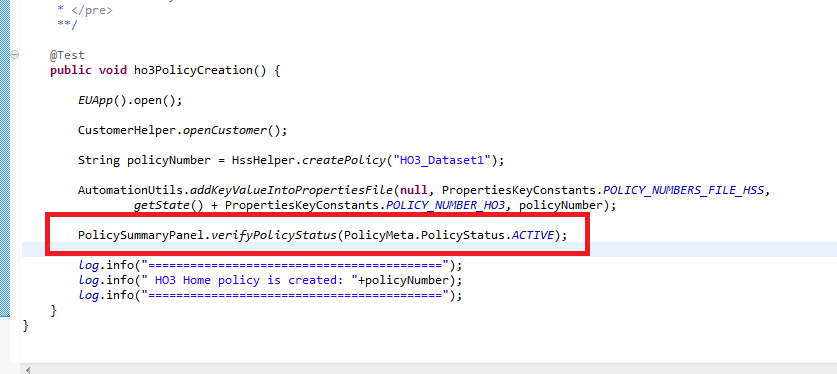 * </pre>
**/
@Test
public void ho3PolicyCreation() {
EUApp().open();
CustomerHelper.openCustomer();
String policyNumber = HssHelper.createPolicy("HO3_Dataset1");
AutomationUtils.addKeyValueIntoPropertiesFile(null, PropertiesKeyConstants.POLICY_NUMBERS_FILE_HSS,
getState() + PropertiesKeyConstants.POLICY_NUMBER_HO3, policyNumber);
PolicySummaryPanel.verifyPolicyStatus(PolicyMeta.PolicyStatus.ACTIVE);
log.info("==========================================");
log.info(" HO3 Home policy is created: "+policyNumber);
log.info("==========================================");
}
}